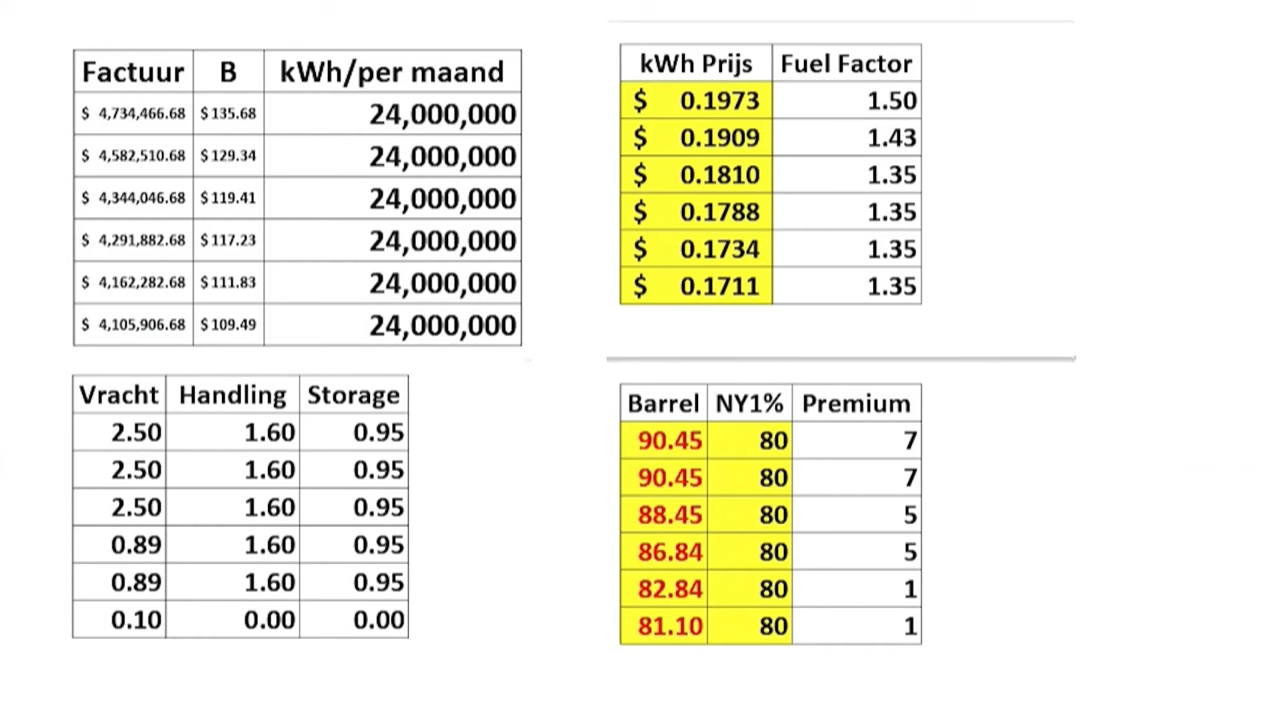 Factuur B kWh/per maand
$ 4,734,466.68 $ 135.68 24,000,000
$ 4,582,510.68 $ 129.34 24,000,000
$ 4,344,046.68 $ 119.41 24,000,000
$ 4,291,882.68 $ 117.23 24,000,000
$ 4,162,282.68 $ 111.83 24,000,000
$ 4,105,906.68 $ 109.49 24,000,000
kWh Prijs Fuel Factor
$ 0.1973 1.50
$ 0.1909 1.43
$ 0.1810 1.35
$ 0.1788 1.35
$ 0.1734 1.35
$ 0.1711 1.35
Vracht Handling Storage
2.50 1.60 0.95
2.50 1.60 0.95
2.50 1.60 0.95
0.89 1.60 0.95
0.89 1.60 0.95
0.10 0.00 0.00
Barrel NY1% Premium
90.45 80 7
90.45 80 7
88.45 80 5
86.84 80 5
82.84 80 1
81.10 80 1